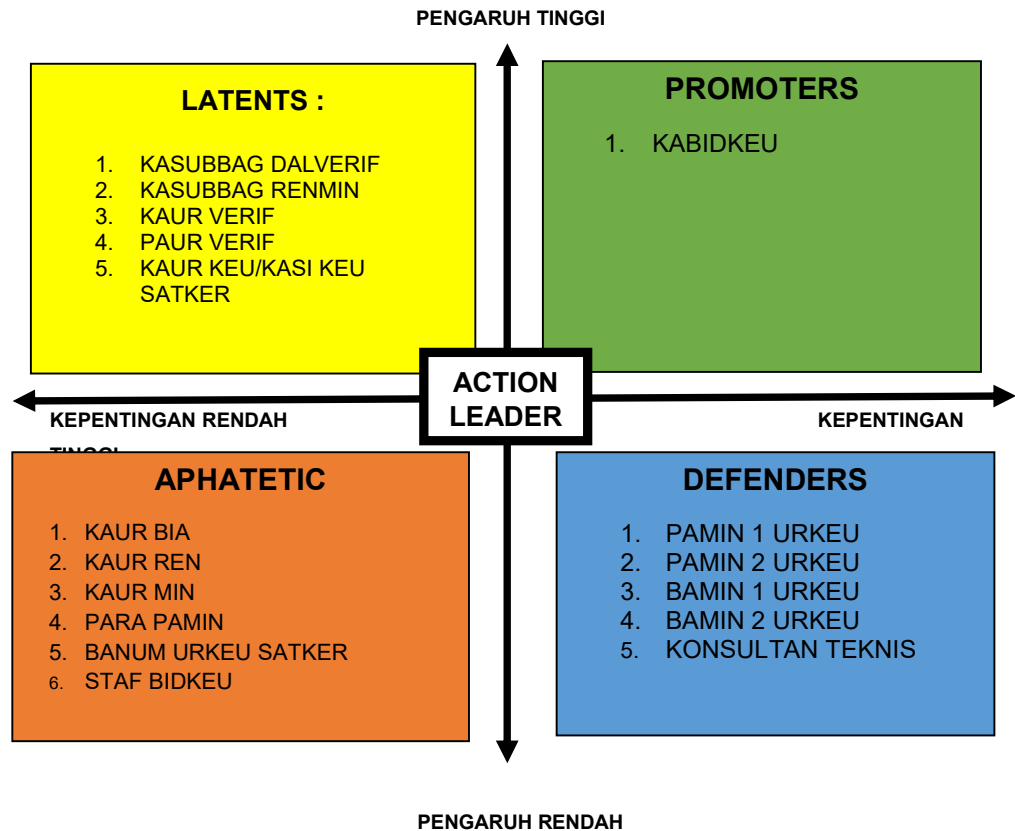 PENGARUH TINGGI
LATENTS :
1. KASUBBAG DALVERIF
2. KASUBBAG RENMIN
3. KAUR VERIF
4. PAUR VERIF
5. KAUR KEU/KASI KEU
SATKER
PROMOTERS
1. KABIDKEU
ACTION
LEADER
KEPENTINGAN RENDAH
KEPENTINGAN
TINGGI
APHATETIC
1. KAUR BIA
2. KAUR REN
3. KAUR MIN
4. PARA PAMIN
5. BANUM URKEU SATKER
6. STAF BIDKEU
DEFENDERS
1. PAMIN 1 URKEU
2. PAMIN 2 URKEU
3. BAMIN 1 URKEU
4. BAMIN 2 URKEU
5. KONSULTAN TEKNIS
PENGARUH RENDAH